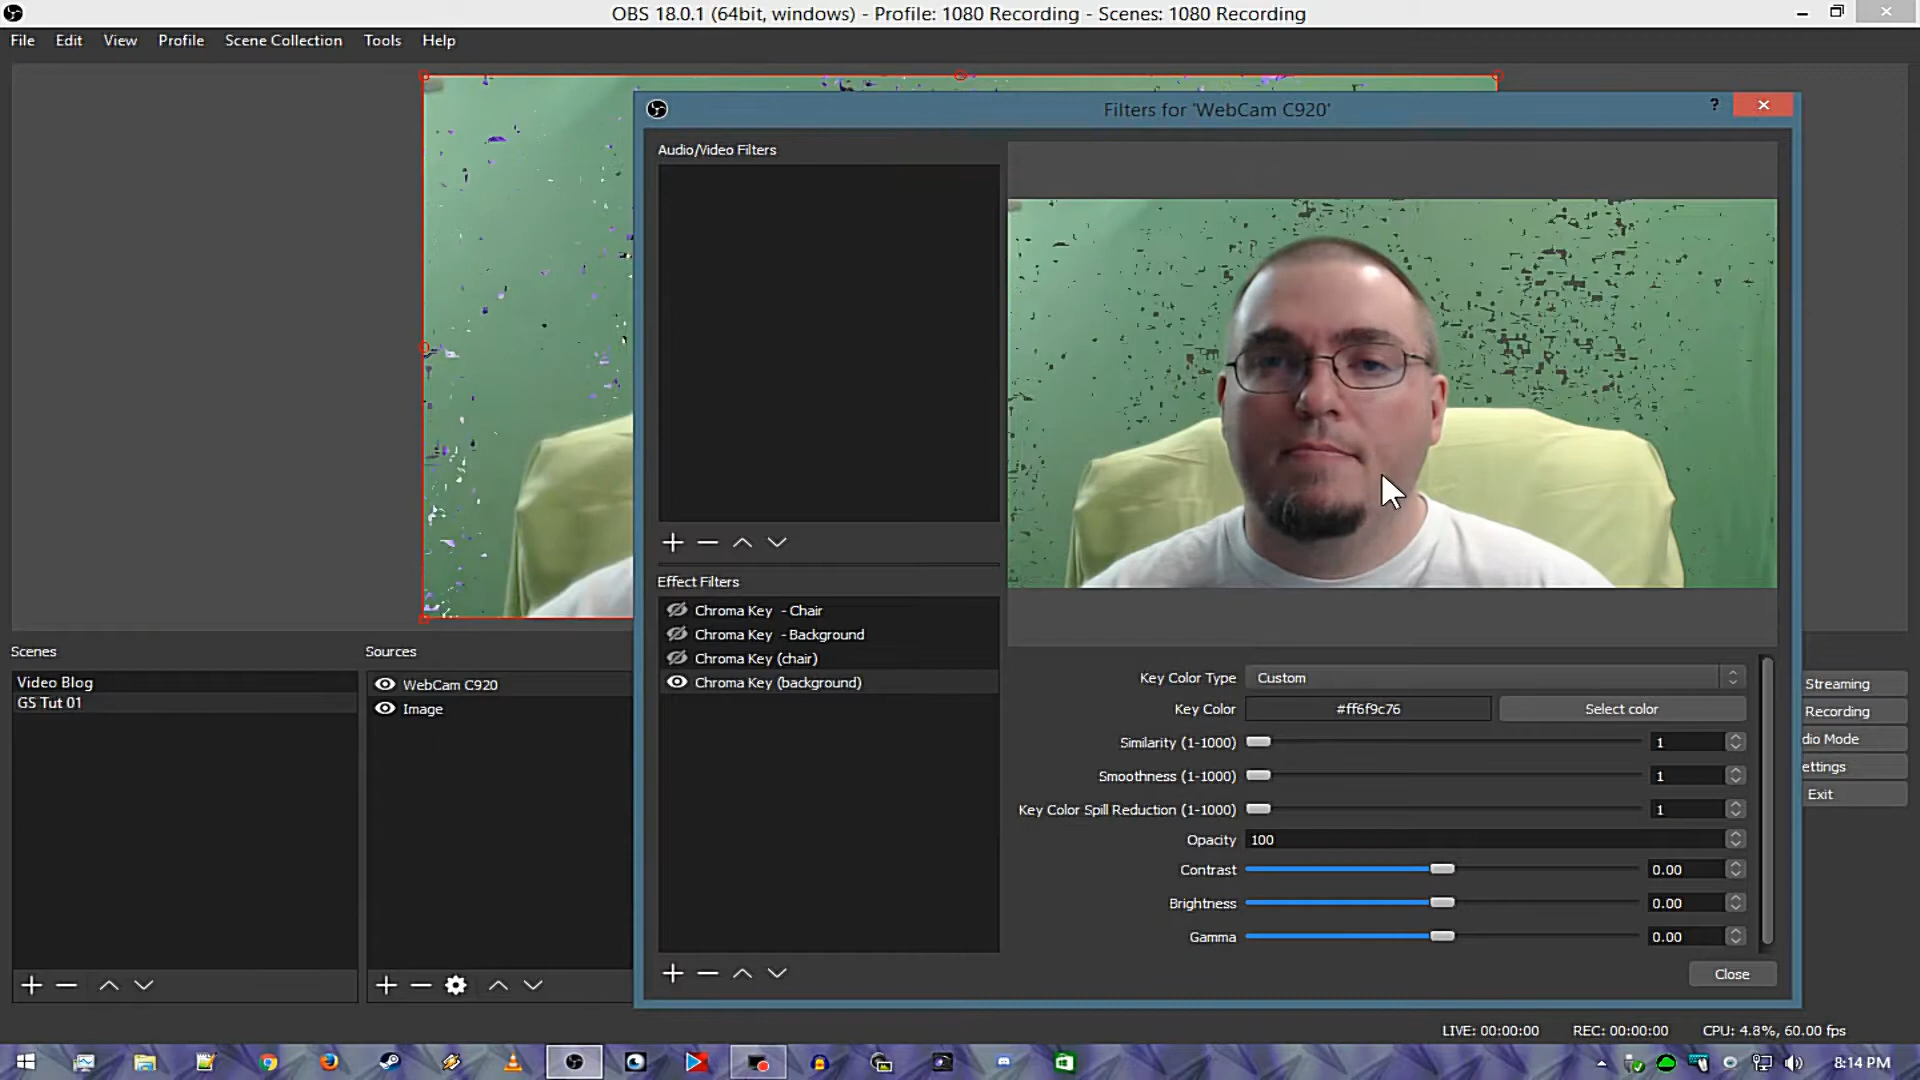 OBS 18.0.1 (64bit, windows) - Profile: 1080 Recording - Scenes: 1080 Recording
File Edit View Profile Scene Collection Tools Help
Filters for 'WebCam C920'
?
Audio/Video Filters
Effect Filters
Chroma Key - Chair
Chroma Key - Background
Chroma Key (chair)
Chroma Key (background)
Key Color Type Custom
Key Color #ff6f9c76 Select color
Similarity (1-1000) 1
Smoothness (1-1000) 1
Key Color Spill Reduction (1-1000) 1
Opacity 100
Contrast 0.00
Brightness 0.00
Gamma 0.00
Close
Scenes
Video Blog
GS Tut 01
Sources
WebCam C920
Image
Streaming
Recording
dio Mode
ettings
Exit
LIVE: 00:00:00 REC: 00:00:00 CPU: 4.8%, 60.00 fps
8:14 PM